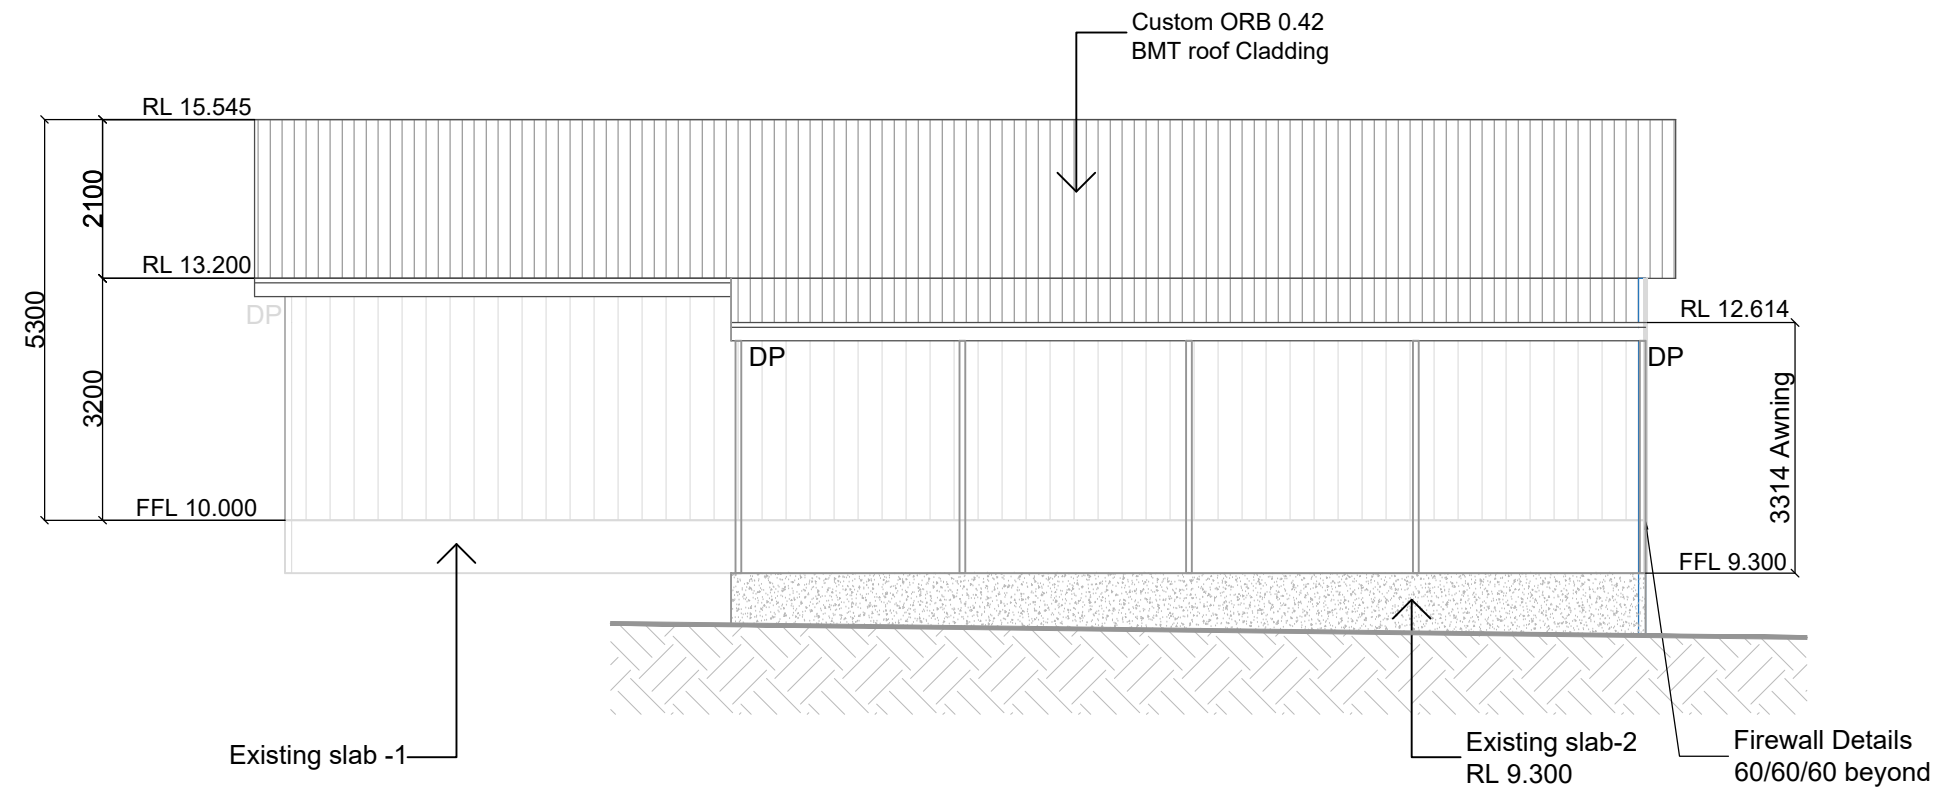 Custom ORB 0.42
BMT roof Cladding
RL 15.545
2100
RL 13.200
5300
DP
RL 12.614
DP
DP
3200
3314 Awning
FFL 10.000
FFL 9.300
Existing slab -1
Existing slab-2
RL 9.300
Firewall Details
60/60/60 beyond